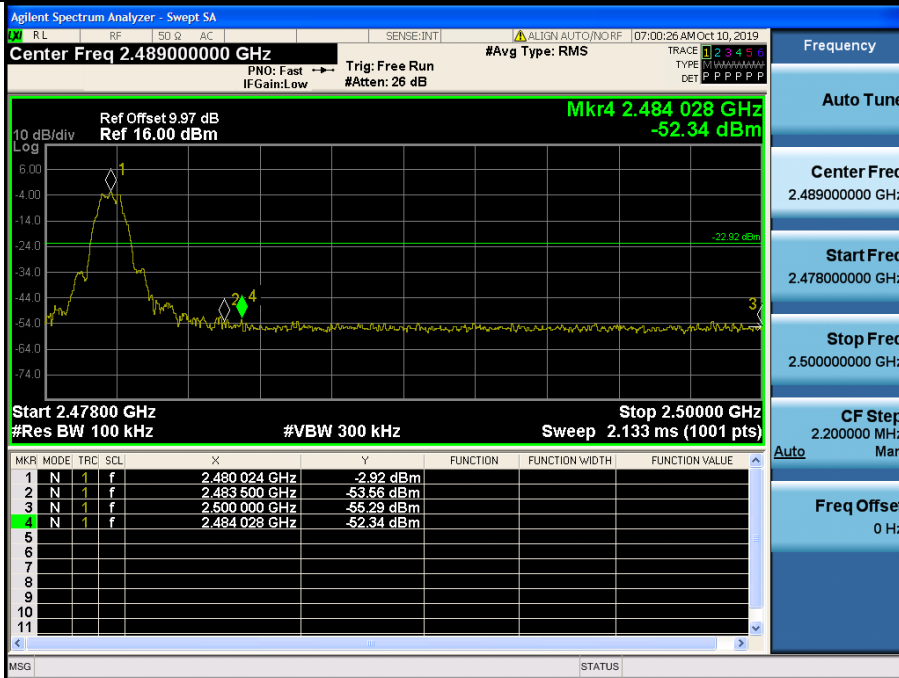 Agilent Spectrum Analyzer - Swept SA
LXI RL RF 50 Ω AC SENSE:INT ALIGN AUTO/NO RF 07:00:26 AM Oct 10, 2019
Center Freq 2.489000000 GHz
PNO: Fast
IFGain:Low
Trig: Free Run
#Atten: 26 dB
#Avg Type: RMS
TRACE 1 2 3 4 5 6
TYPE M WWWWW
DET P P P P P P
Mkr4 2.484 028 GHz
-52.34 dBm
Ref Offset 9.97 dB
Ref 16.00 dBm
10 dB/div
Log
6.00
-4.00
-14.0
-24.0
-34.0
-44.0
-54.0
-64.0
-74.0
1
2
4
3
-22.92 dBm
Start 2.47800 GHz
Stop 2.50000 GHz
#Res BW 100 kHz
#VBW 300 kHz
Sweep 2.133 ms (1001 pts)
MKR MODE TRC SCL X Y FUNCTION FUNCTION WIDTH FUNCTION VALUE
1 N 1 f 2.480 024 GHz -2.92 dBm
2 N 1 f 2.483 500 GHz -53.56 dBm
3 N 1 f 2.500 000 GHz -55.29 dBm
4 N 1 f 2.484 028 GHz -52.34 dBm
5
6
7
8
9
10
11
MSG
STATUS
Frequency
Auto Tune
Center Freq
2.489000000 GHz
Start Freq
2.478000000 GHz
Stop Freq
2.500000000 GHz
CF Step
2.200000 MHz
Auto Man
Freq Offset
0 Hz